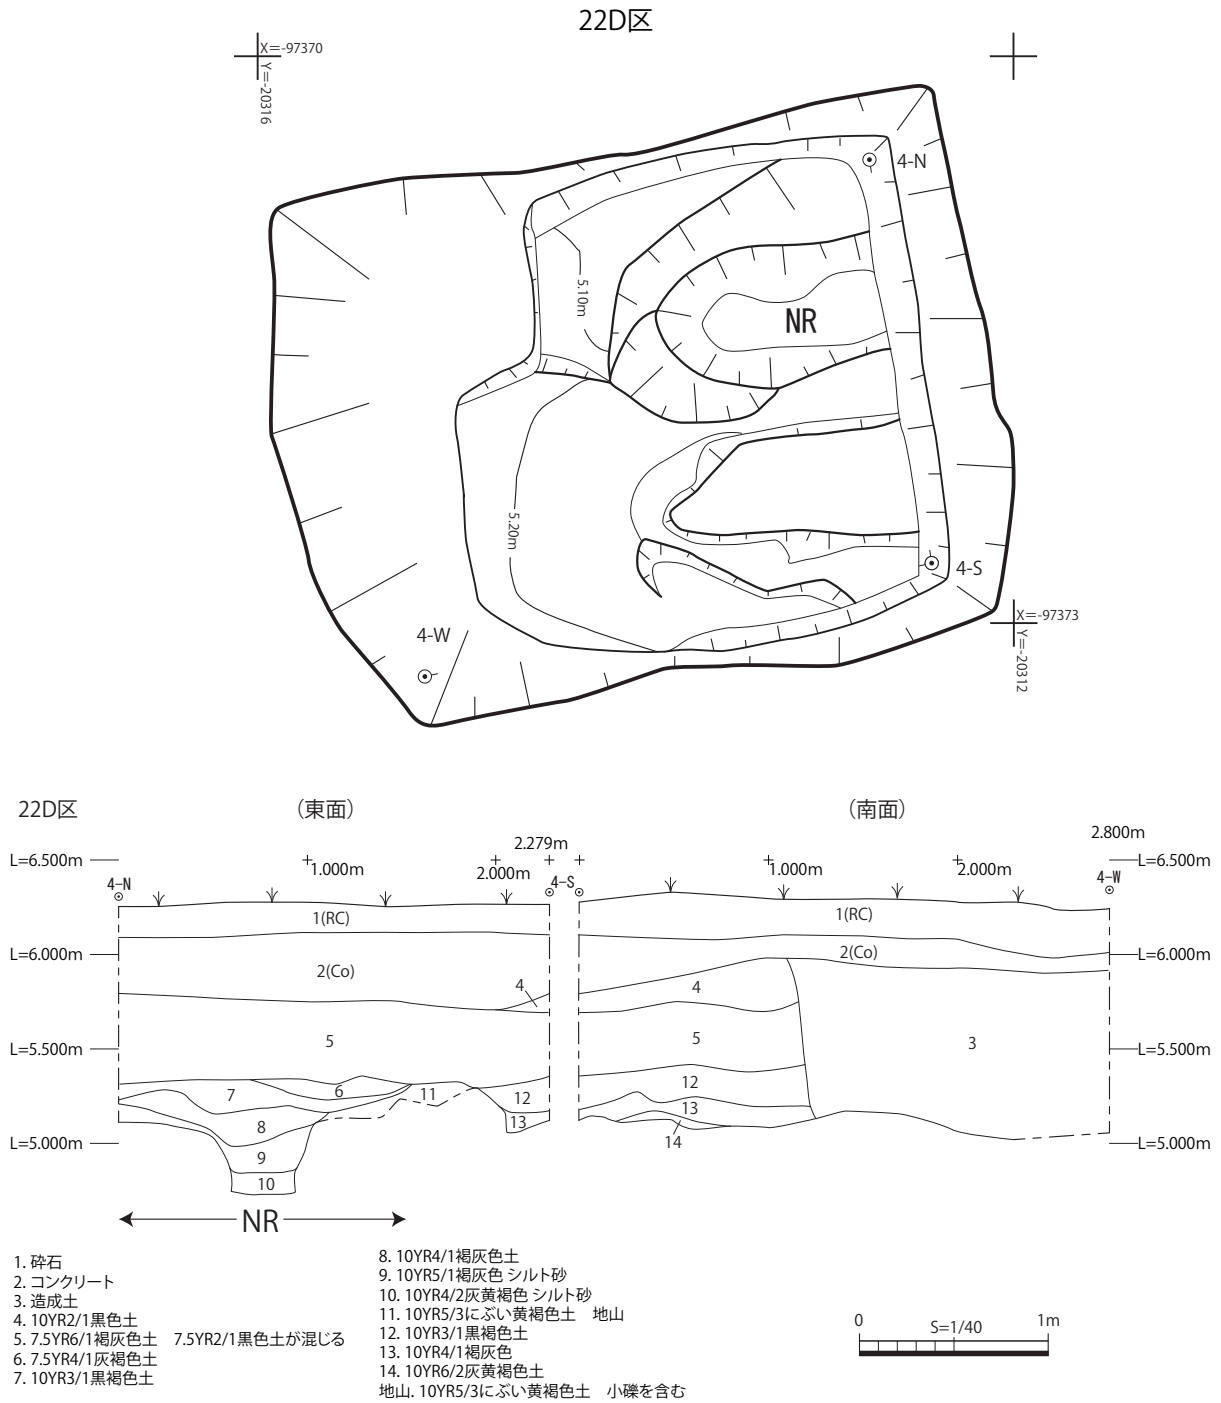 22D区
X=-97370
Y=-20316
4-N
5.10m
NR
5.20m
4-S
4-W
X=-97373
Y=-20312
22D区
(東面)
(南面)
2.279m
2.800m
L=6.500m
1.000m
2.000m
1.000m
2.000m
L=6.500m
4-N
4-S
4-W
1(RC)
1(RC)
L=6.000m
2(Co)
2(Co)
L=6.000m
4
4
5
5
3
L=5.500m
L=5.500m
7
6
11
12
12
13
13
8
14
L=5.000m
L=5.000m
9
10
NR
1. 砕石
2. コンクリート
3. 造成土
4. 10YR2/1黒色土
5. 7.5YR6/1褐灰色土　7.5YR2/1黒色土が混じる
6. 7.5YR4/1灰褐色土
7. 10YR3/1黒褐色土
8. 10YR4/1褐灰色土
9. 10YR5/1褐灰色 シルト砂
10. 10YR4/2灰黄褐色 シルト砂
11. 10YR5/3にぶい黄褐色土　地山
12. 10YR3/1黒褐色土
13. 10YR4/1褐灰色
14. 10YR6/2灰黄褐色土
地山. 10YR5/3にぶい黄褐色土　小礫を含む
0
S=1/40
1m